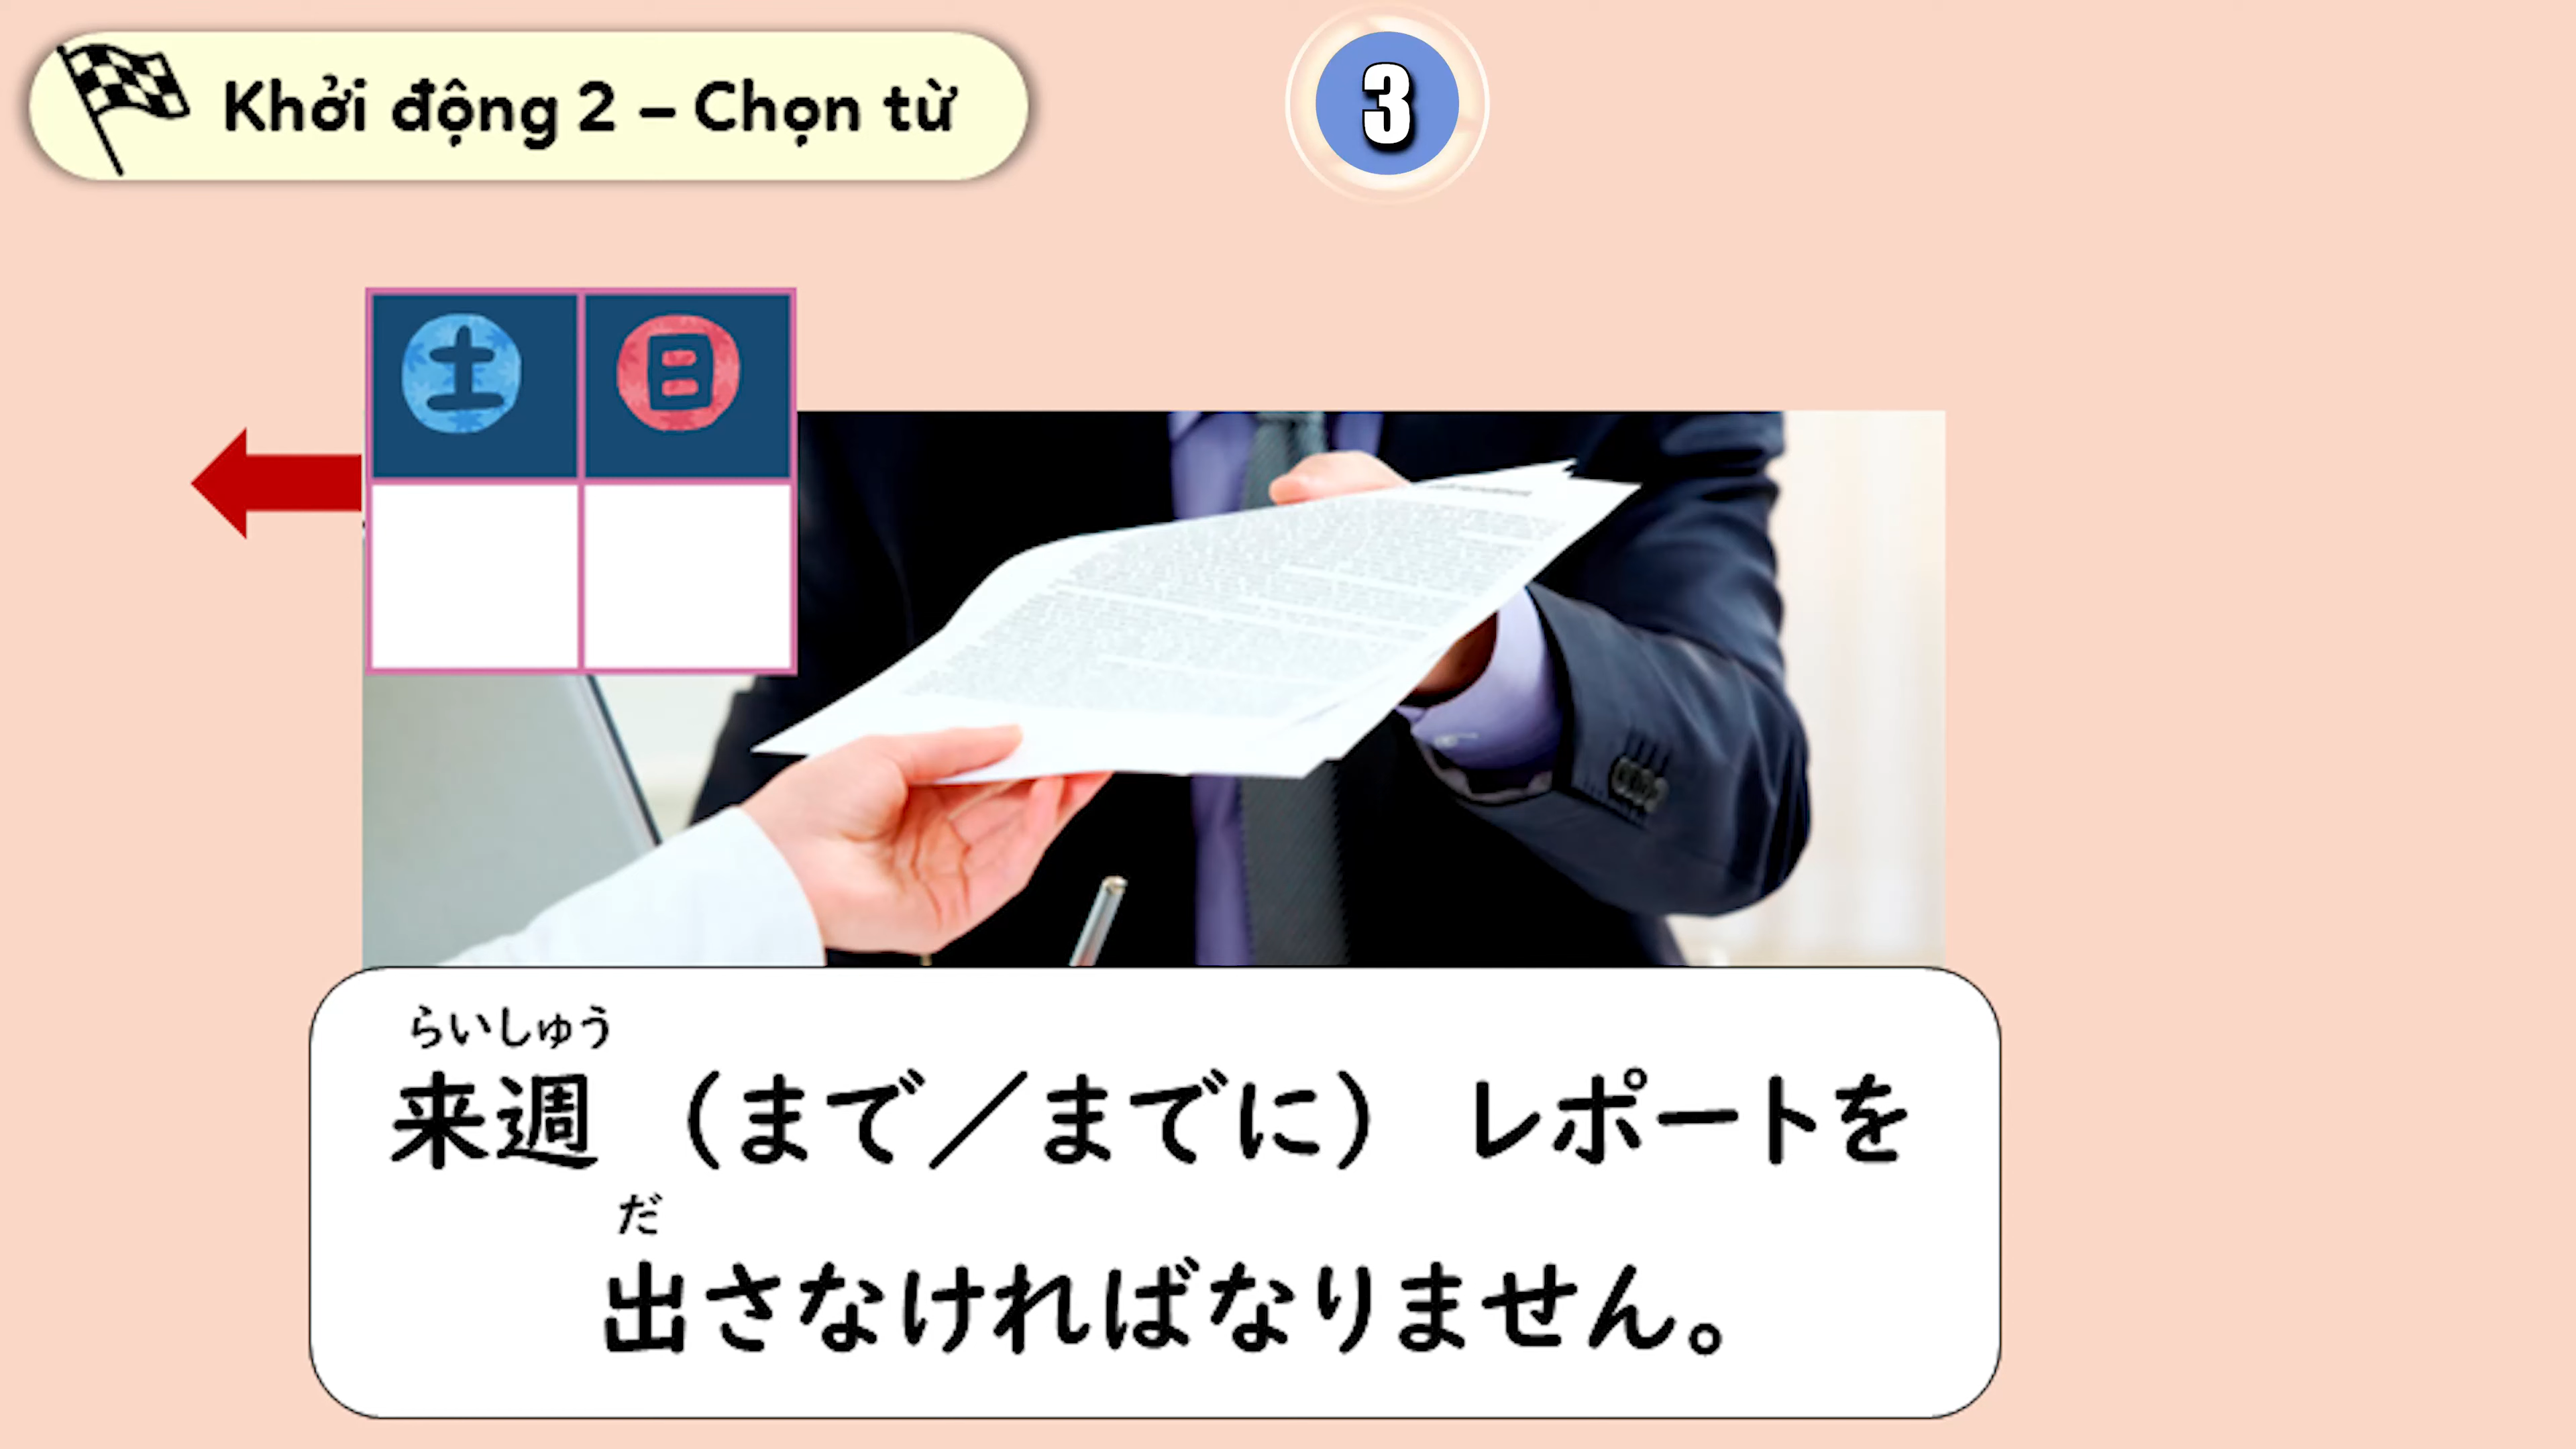 Khởi động 2 – Chọn từ
3
土 日
らいしゅう
来週 （まで／までに） レポートを
だ
出さなければなりません。